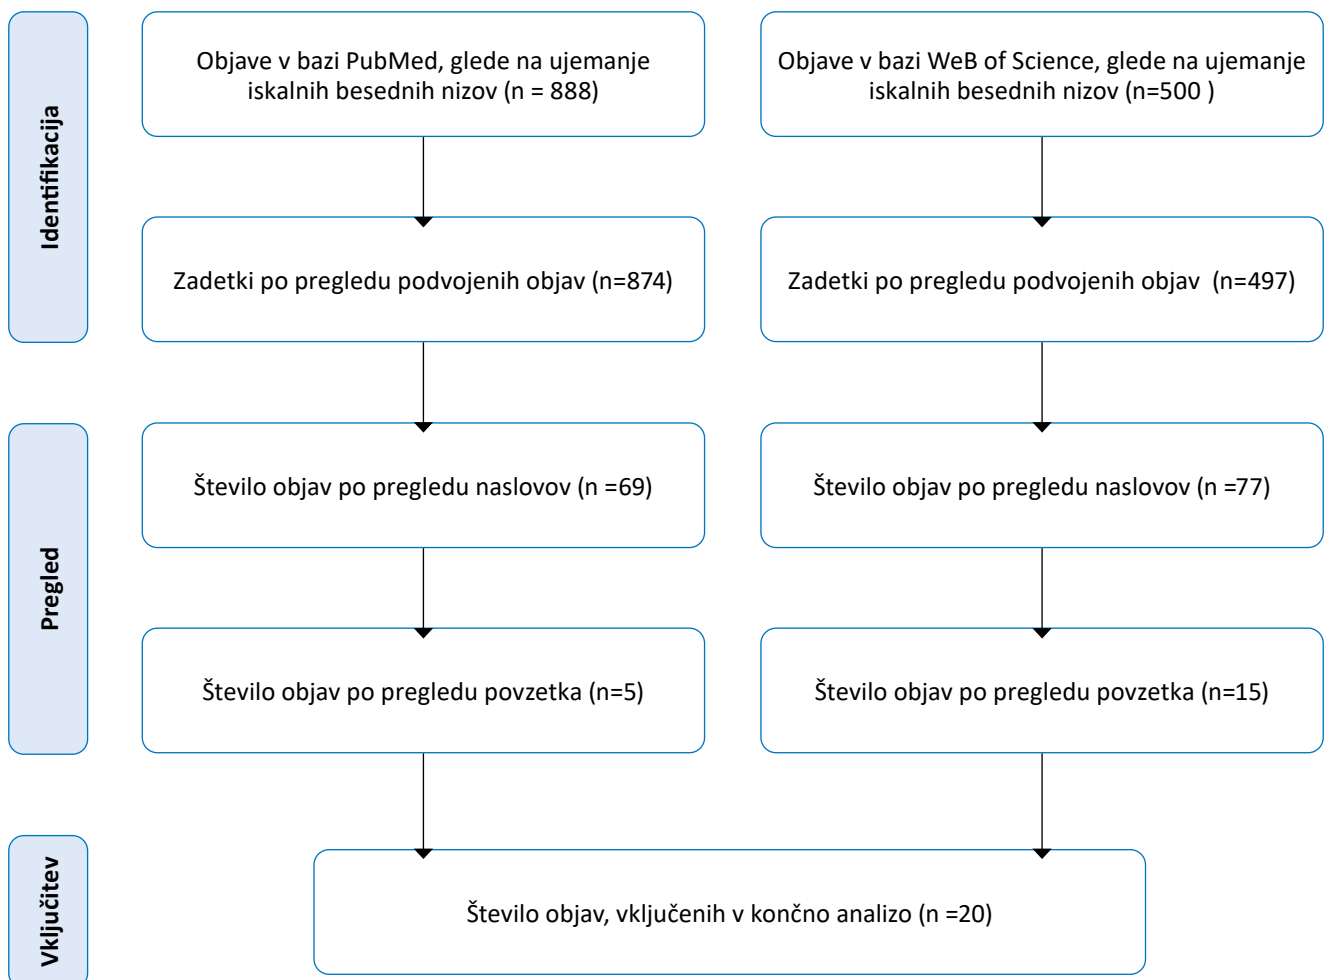 Identifikacija
Objave v bazi PubMed, glede na ujemanje
iskalnih besednih nizov (n = 888)
Objave v bazi WeB of Science, glede na ujemanje
iskalnih besednih nizov (n=500 )
Zadetki po pregledu podvojenih objav (n=874)
Zadetki po pregledu podvojenih objav  (n=497)
Pregled
Število objav po pregledu naslovov (n =69)
Število objav po pregledu naslovov (n =77)
Število objav po pregledu povzetka (n=5)
Število objav po pregledu povzetka (n=15)
Vključitev
Število objav, vključenih v končno analizo (n =20)